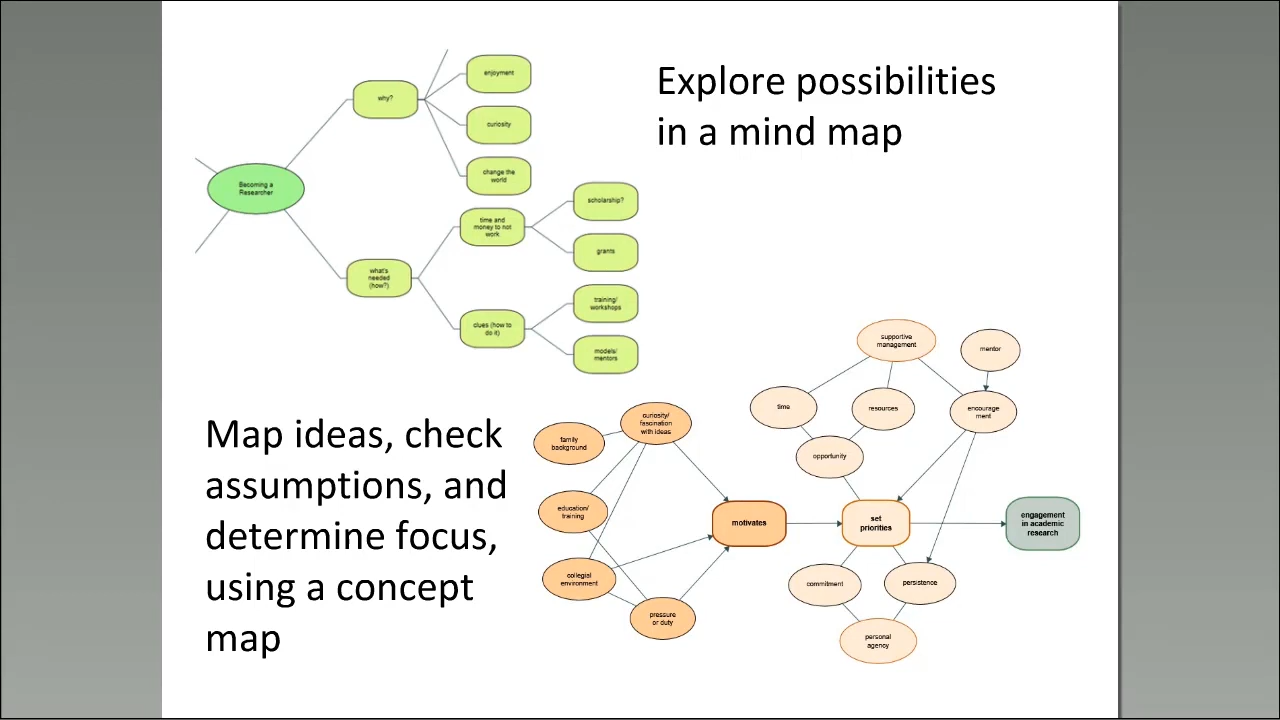 Explore possibilities
in a mind map
enjoyment
why?
curiosity
change the
world
Becoming a
Researcher
scholarship?
time and
money to not
work
grants
what's
needed
(how?)
training/
workshops
clues (how to
do it)
models/
mentors
Map ideas, check
assumptions, and
determine focus,
using a concept
map
supportive
management
mentor
time
resources
encourage
ment
curiosity/
fascination
with ideas
family
background
opportunity
education/
training
motivates
set
priorities
engagement
in academic
research
collegial
environment
commitment
persistence
pressure
or duty
personal
agency